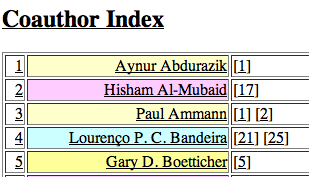 Coauthor Index
1 Aynur Abdurazik [1]
2 Hisham Al-Mubaid [17]
3 Paul Ammann [1] [2]
4 Lourenço P. C. Bandeira [21] [25]
5 Gary D. Boetticher [5]